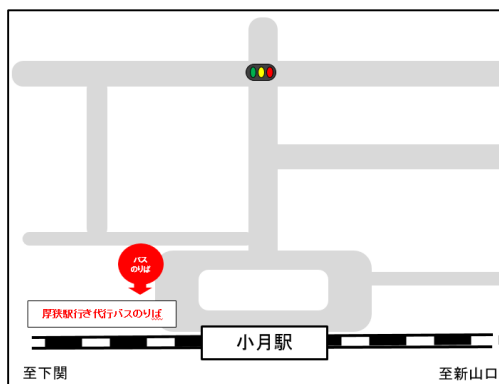 バス
のりば
厚狭駅行き代行バスのりば
小月駅
至下関
至新山口